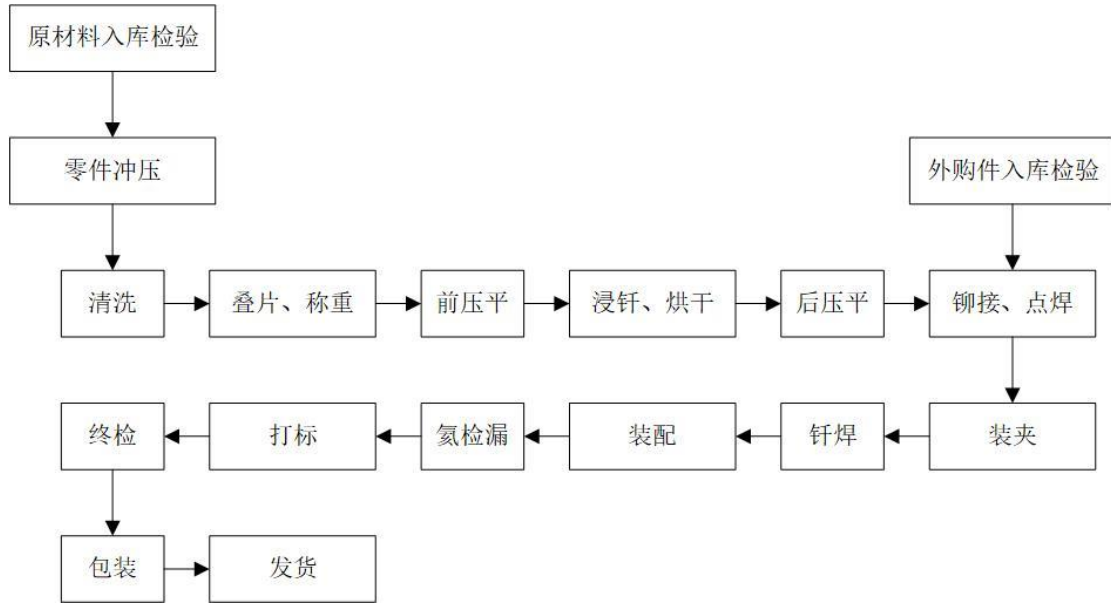 原材料入库检验
零件冲压
外购件入库检验
清洗
叠片、称重
前压平
浸钎、烘干
后压平
铆接、点焊
终检
打标
氦检漏
装配
钎焊
装夹
包装
发货